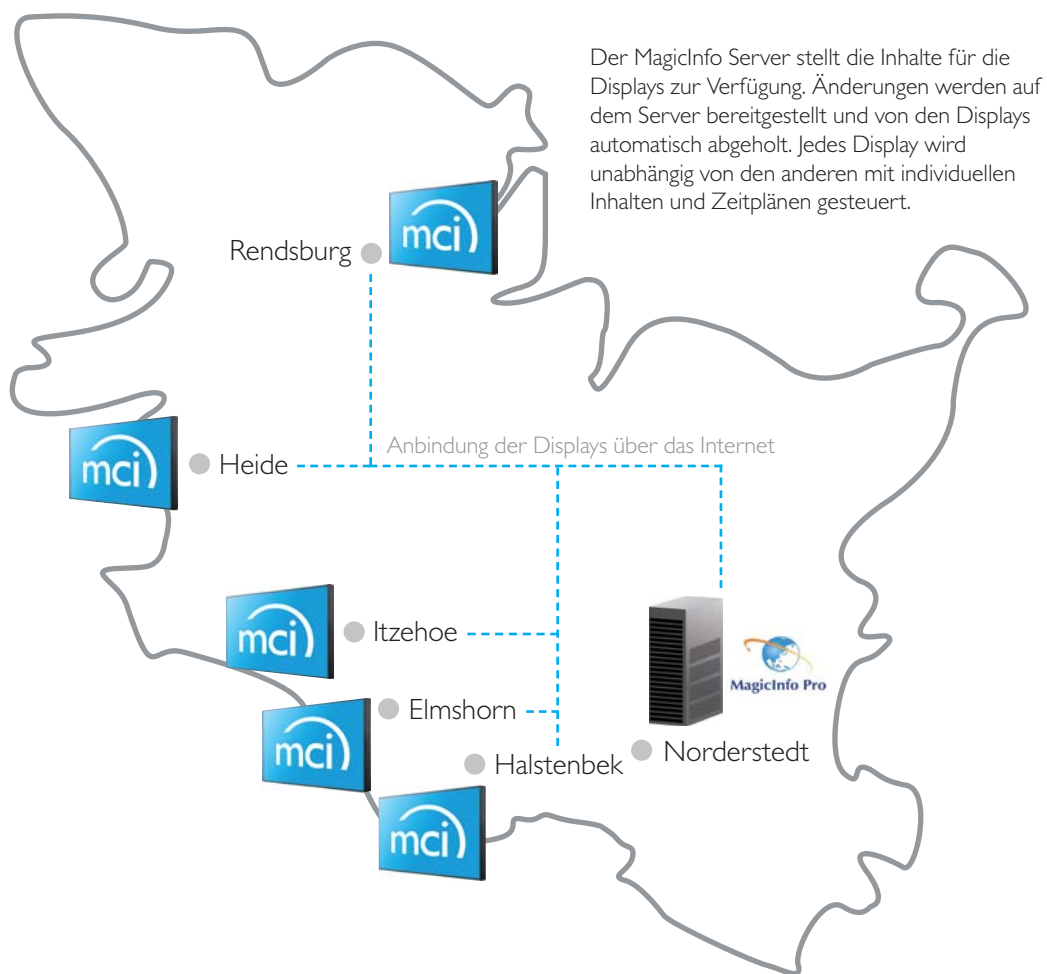 Der MagicInfo Server stellt die Inhalte für die
Displays zur Verfügung. Änderungen werden auf
dem Server bereitgestellt und von den Displays
automatisch abgeholt. Jedes Display wird
unabhängig von den anderen mit individuellen
Inhalten und Zeitplänen gesteuert.
mci
Rendsburg
Anbindung der Displays über das Internet
mci
Heide
mci
Itzehoe
MagicInfo Pro
mci
Elmshorn
Norderstedt
Halstenbek
mci